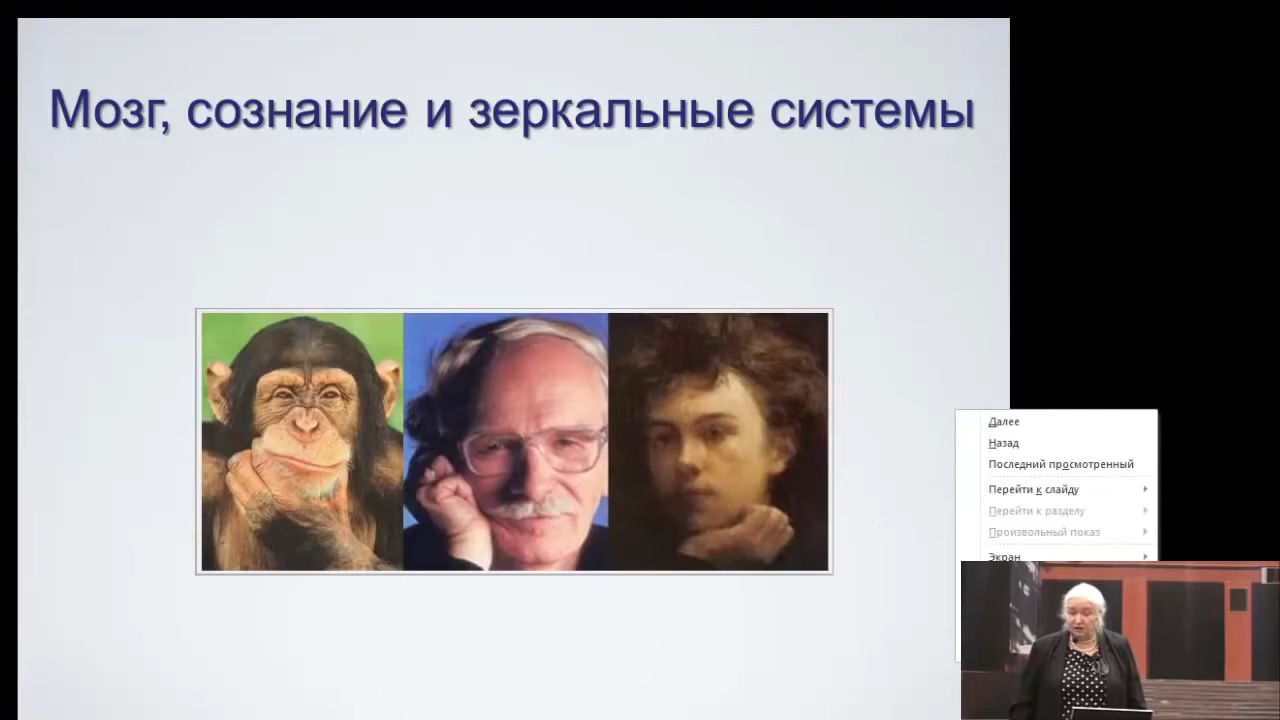 Мозг, сознание и зеркальные системы
Далее
Назад
Последний просмотренный
Перейти к слайду
Перейти к разделу
Произвольный показ
Экран